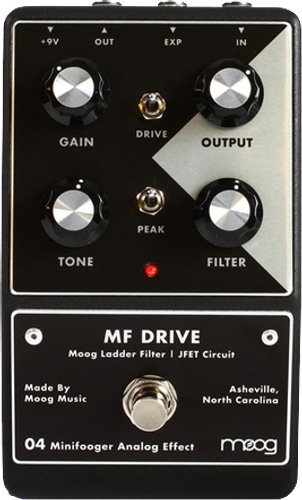 +9V OUT EXP IN
GAIN DRIVE OUTPUT
TONE PEAK FILTER
MF DRIVE
Moog Ladder Filter | JFET Circuit
Made By
Moog Music
Asheville,
North Carolina
04 Minifooger Analog Effect moog